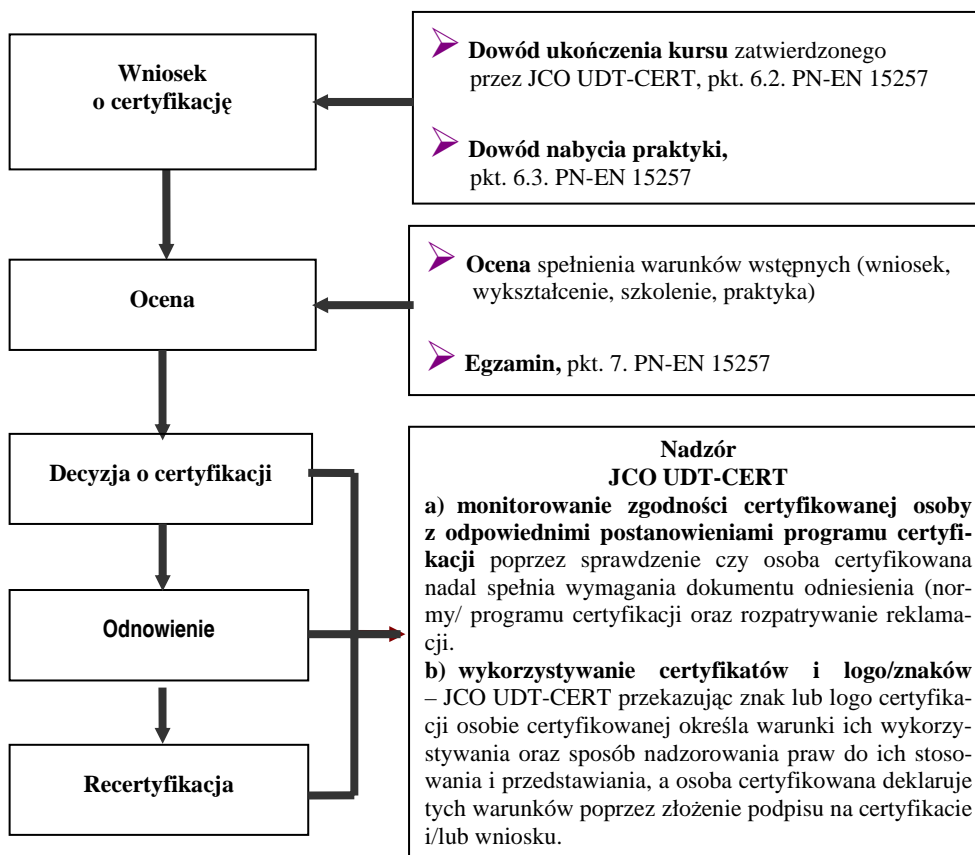 Wniosek
o certyfikację
Dowód ukończenia kursu zatwierdzonego
przez JCO UDT-CERT, pkt. 6.2. PN-EN 15257
Dowód nabycia praktyki,
pkt. 6.3. PN-EN 15257
Ocena
Ocena spełnienia warunków wstępnych (wniosek,
wykształcenie, szkolenie, praktyka)
Egzamin, pkt. 7. PN-EN 15257
Decyzja o certyfikacji
Odnowienie
Recertyfikacja
Nadzór
JCO UDT-CERT
a) monitorowanie zgodności certyfikowanej osoby
z odpowiednimi postanowieniami programu certyfi-
kacji poprzez sprawdzenie czy osoba certyfikowana
nadal spełnia wymagania dokumentu odniesienia (nor-
my/ programu certyfikacji oraz rozpatrywanie reklama-
cji.
b) wykorzystywanie certyfikatów i logo/znaków
– JCO UDT-CERT przekazując znak lub logo certyfika-
cji osobie certyfikowanej określa warunki ich wykorzy-
stywania oraz sposób nadzorowania praw do ich stoso-
wania i przedstawiania, a osoba certyfikowana deklaruje
tych warunków poprzez złożenie podpisu na certyfikacie
i/lub wniosku.